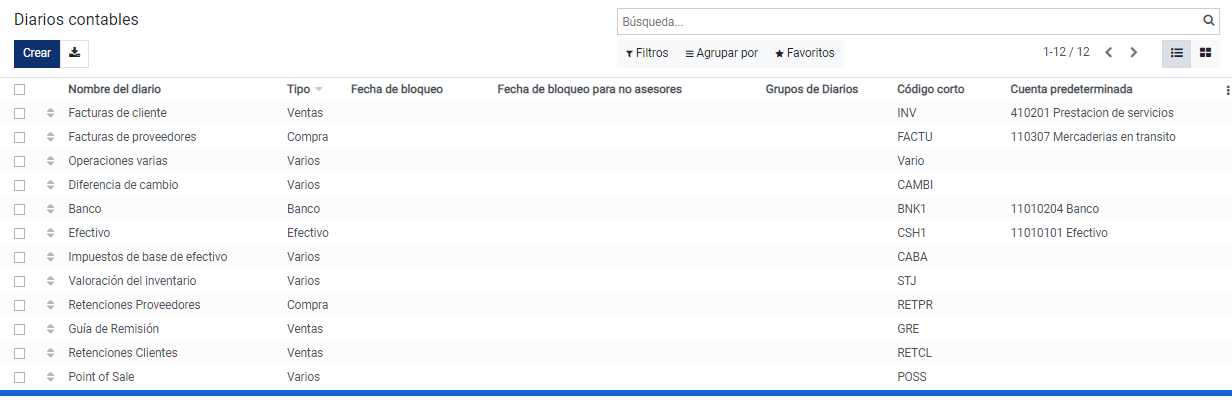 Diarios contables
Búsqueda...
Crear
Filtros Agrupar por Favoritos 1-12 / 12
Nombre del diario Tipo Fecha de bloqueo Fecha de bloqueo para no asesores Grupos de Diarios Código corto Cuenta predeterminada
Facturas de cliente Ventas INV 410201 Prestacion de servicios
Facturas de proveedores Compra FACTU 110307 Mercaderias en transito
Operaciones varias Varios Vario
Diferencia de cambio Varios CAMBI
Banco Banco BNK1 11010204 Banco
Efectivo Efectivo CSH1 11010101 Efectivo
Impuestos de base de efectivo Varios CABA
Valoración del inventario Varios STJ
Retenciones Proveedores Compra RETPR
Guía de Remisión Ventas GRE
Retenciones Clientes Ventas RETCL
Point of Sale Varios POSS